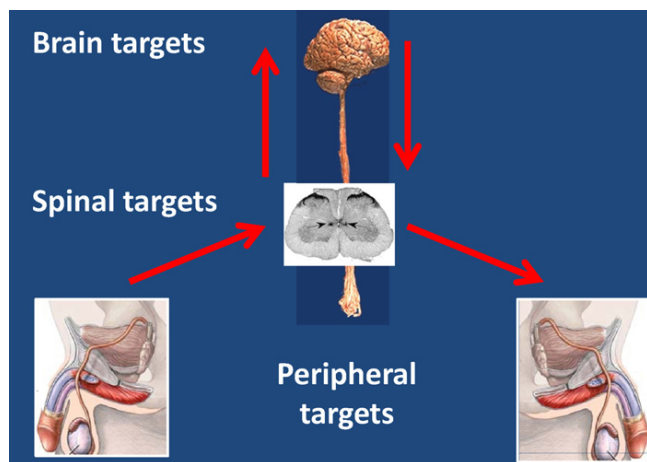 Brain targets
Spinal targets
Peripheral
targets